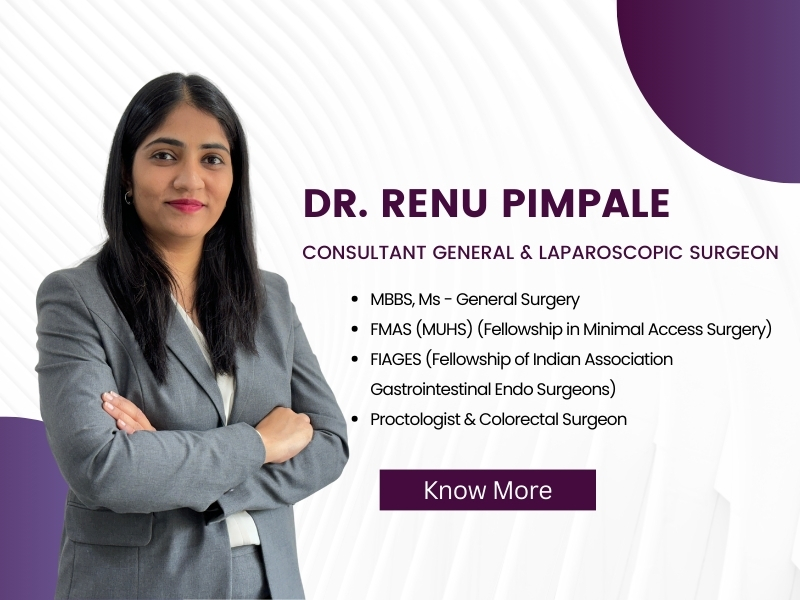 DR. RENU PIMPALE
CONSULTANT GENERAL & LAPAROSCOPIC SURGEON
• MBBS, Ms - General Surgery
• FMAS (MUHS) (Fellowship in Minimal Access Surgery)
• FIAGES (Fellowship of Indian Association
Gastrointestinal Endo Surgeons)
• Proctologist & Colorectal Surgeon
Know More